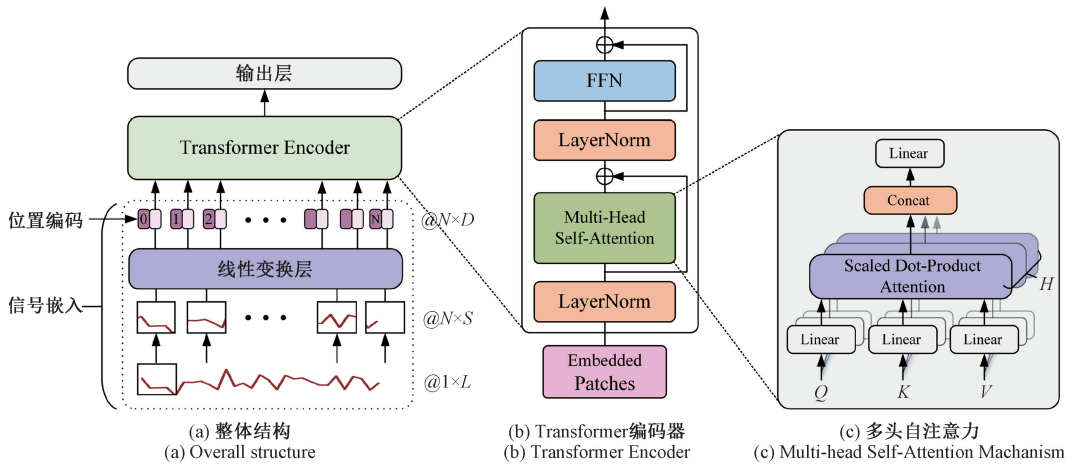 输出层
Transformer Encoder
位置编码
0 1 2 • • • N
@N×D
线性变换层
信号嵌入
• • •
@N×S
@1×L
(a) 整体结构
(a) Overall structure
FFN
LayerNorm
Multi-Head
Self-Attention
LayerNorm
Embedded
Patches
(b) Transformer编码器
(b) Transformer Encoder
Linear
Concat
Scaled Dot-Product
Attention
H
Linear Linear Linear
Q K V
(c) 多头自注意力
(c) Multi-head Self-Attention Machanism